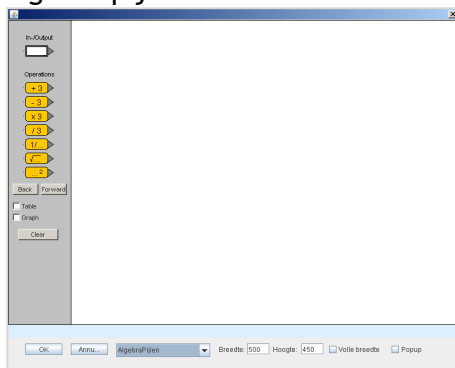 In-/Output
Operations
+ 3
- 3
x 3
/ 3
1/...
√‾
...²
Back Forward
Table
Graph
Clear
OK Annu... AlgebraPijlen Breedte: 500 Hoogte: 450 Volle breedte Popup